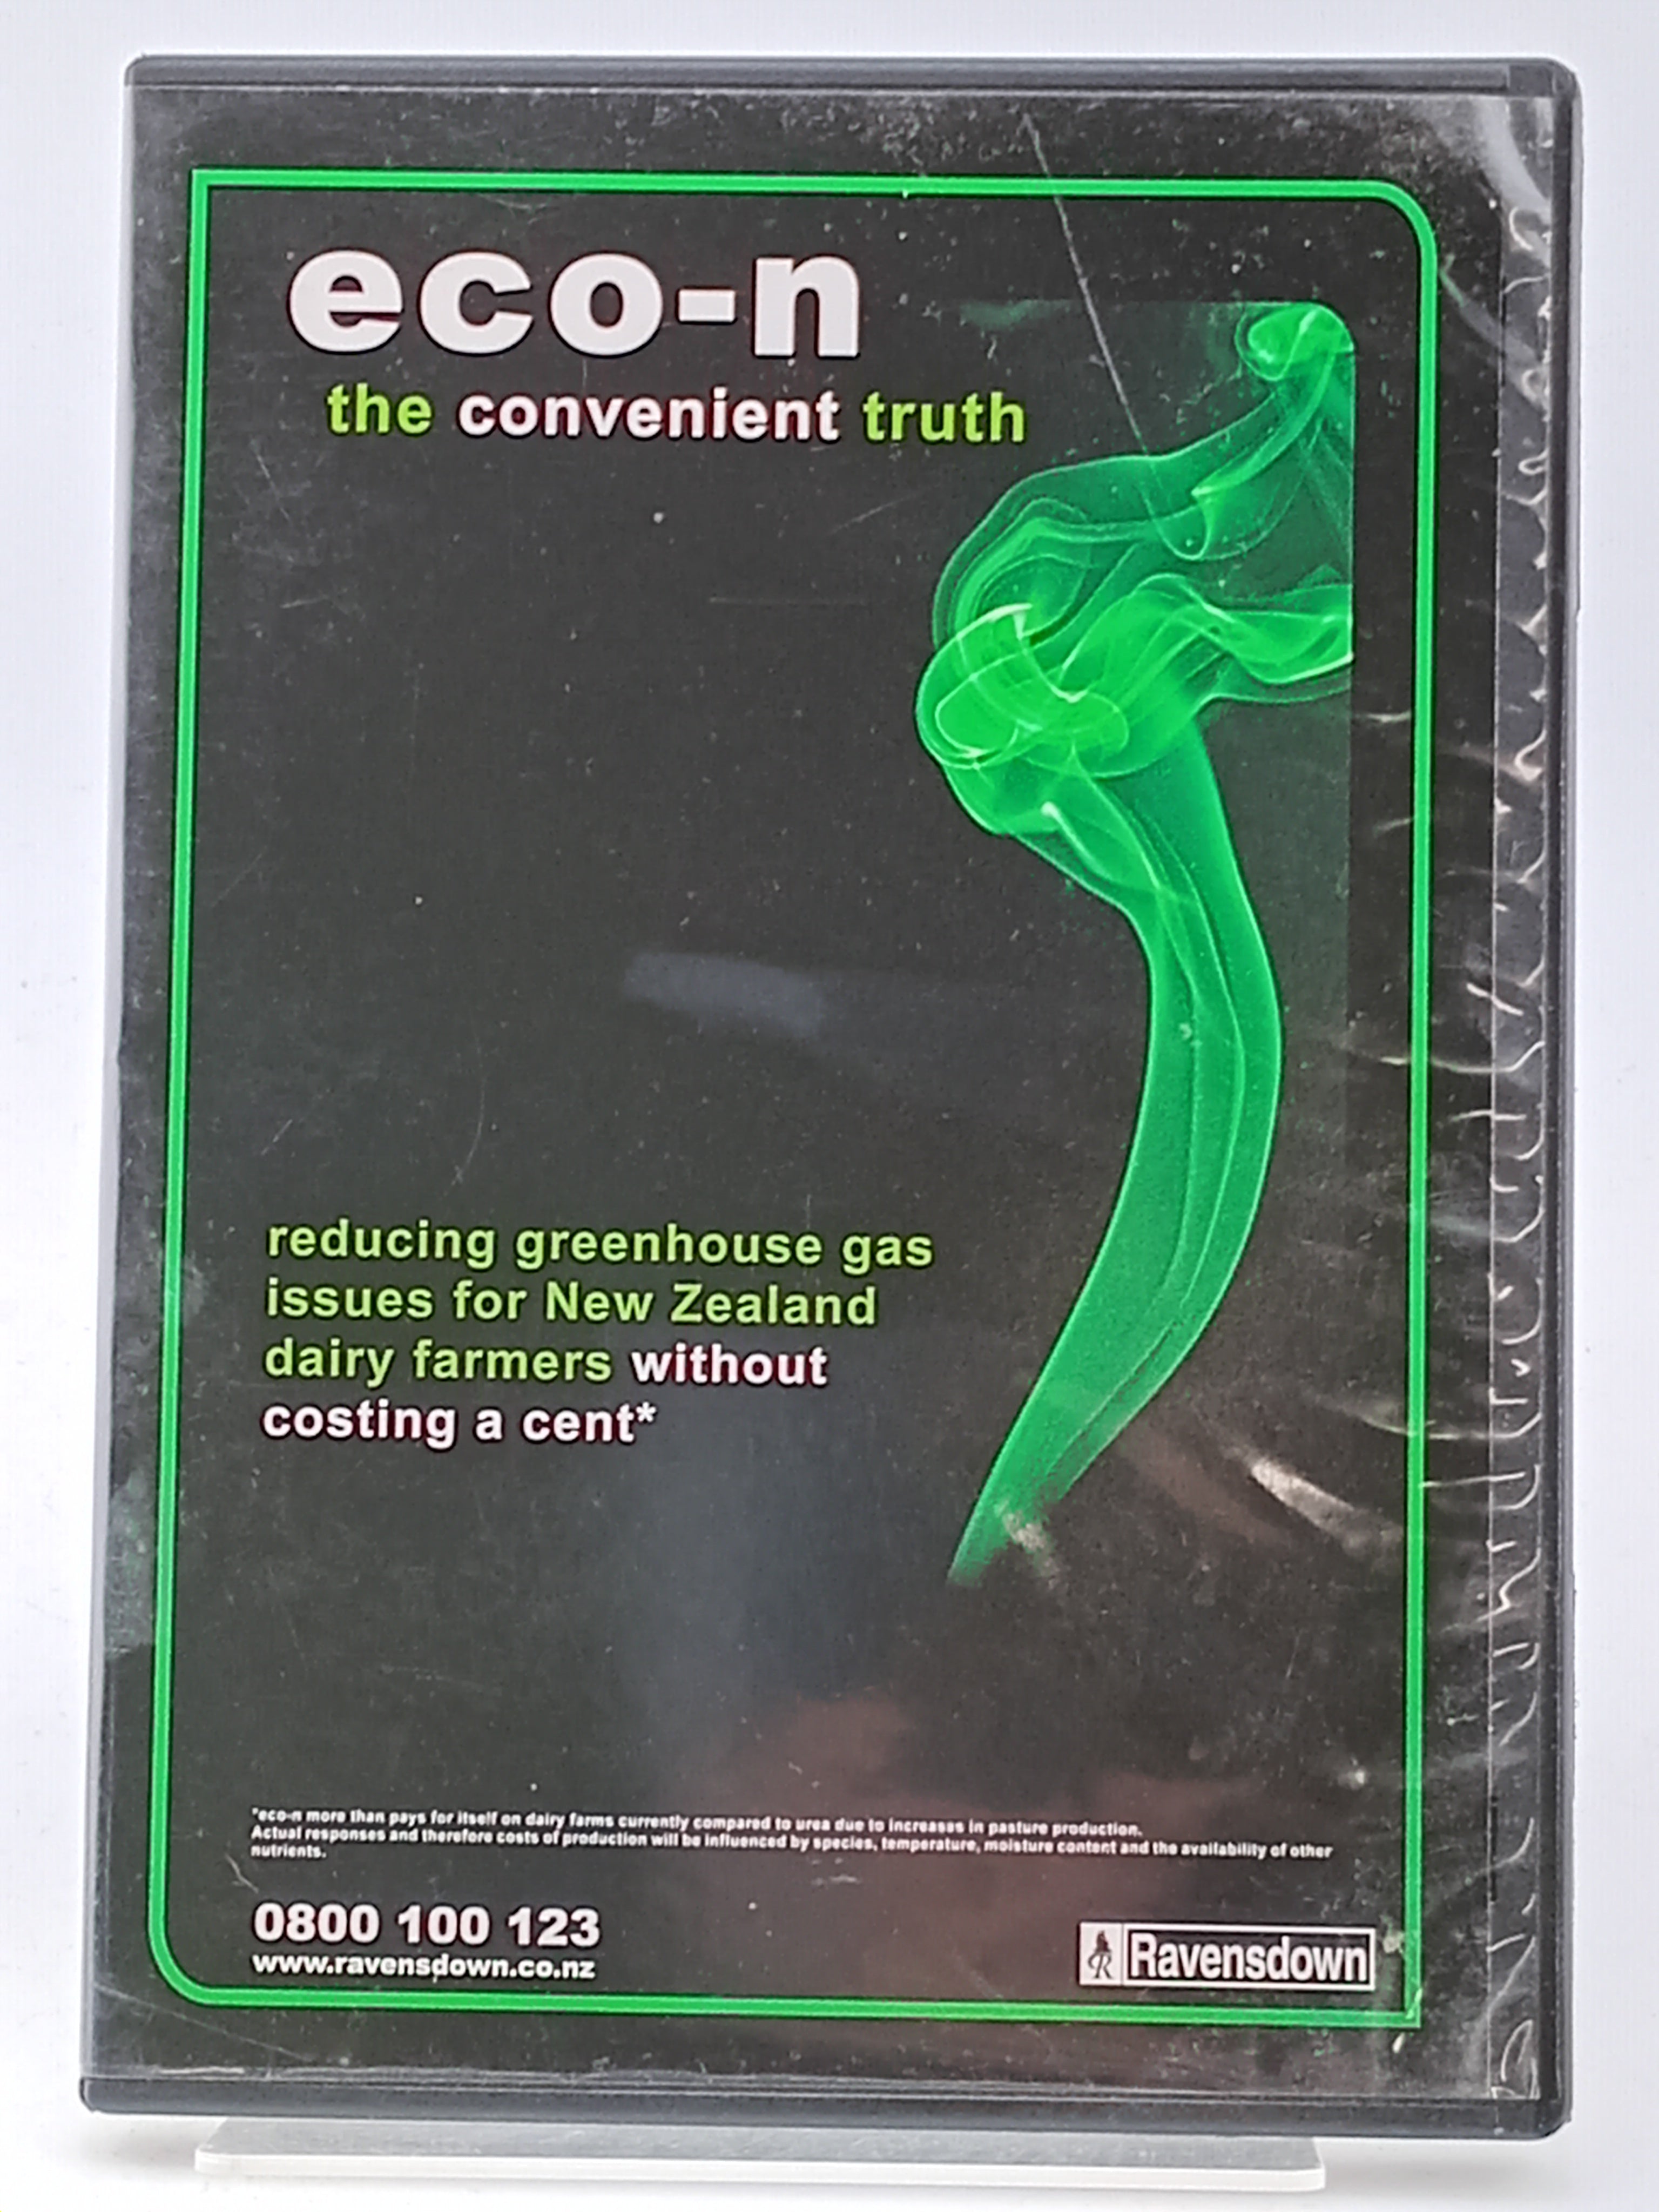 eco-n
the convenient truth
reducing greenhouse gas
issues for New Zealand
dairy farmers without
costing a cent*
*eco-n more than pays for itself on dairy farms currently compared to urea due to increases in pasture production.
Actual responses and therefore costs of production will be influenced by species, temperature, moisture content and the availability of other
nutrients.
0800 100 123
www.ravensdown.co.nz
Ravensdown